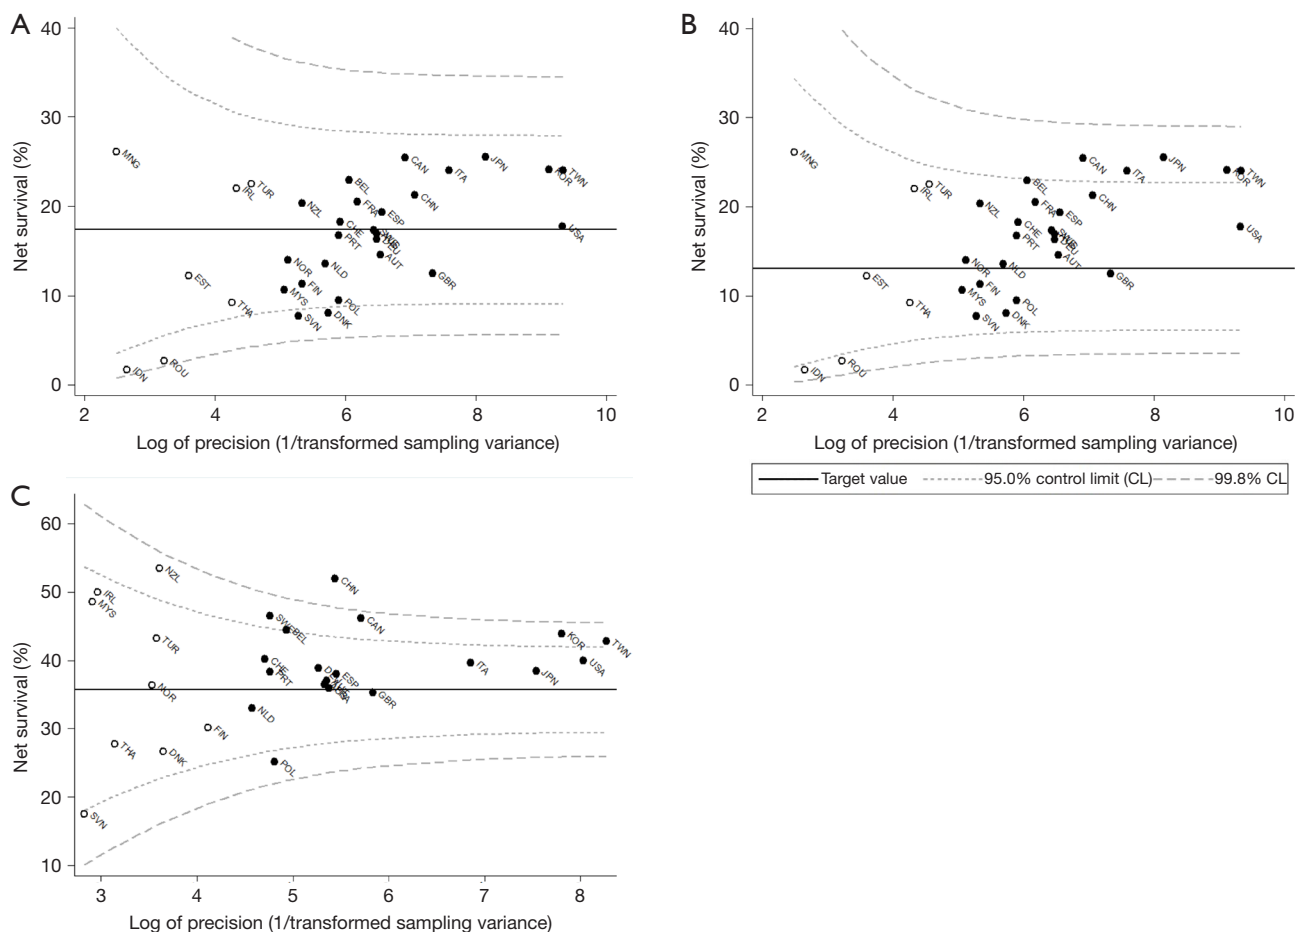 A
Net survival (%)
40
30
20
10
0
MNG
IRL
TUR
EST
THA
IDN
ROU
NZL
BEL
FRA
CHE
PRT
ESP
DEU
AUT
NOR
NLD
MYS
FIN
POL
SVN
DNK
GBR
CAN
ITA
CHN
JPN
KOR
TWN
USA
2 4 6 8 10
Log of precision (1/transformed sampling variance)
B
Net survival (%)
40
30
20
10
0
MNG
IRL
TUR
EST
THA
IDN
ROU
NZL
BEL
FRA
CHE
PRT
ESP
DEU
AUT
NOR
NLD
MYS
FIN
POL
SVN
DNK
GBR
CAN
ITA
CHN
JPN
KOR
TWN
USA
2 4 6 8 10
Log of precision (1/transformed sampling variance)
Target value 95.0% control limit (CL) 99.8% CL
C
Net survival (%)
60
50
40
30
20
10
NZL
IRL
MYS
TUR
NOR
THA
DNK
FIN
SVN
CHN
SWE
BEL
CAN
CHE
PRT
ESP
NLD
POL
GBR
ITA
JPN
KOR
USA
TWN
3 4 5 6 7 8
Log of precision (1/transformed sampling variance)